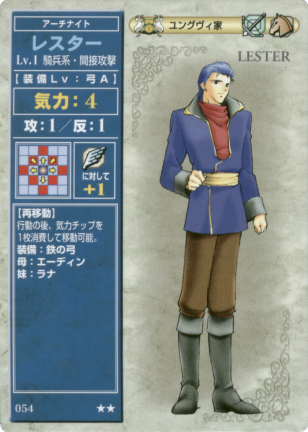 アーチナイト
レスター
Lv.1 騎兵系・間接攻撃
【装備Lv：弓A】
気力：4
攻：1／反：1
に対して
+1
【再移動】
行動の後、気力チップを
1枚消費して移動可能。
装備：鉄の弓
母：エーディン
妹：ラナ
054
★★
ユングヴィ家
LESTER